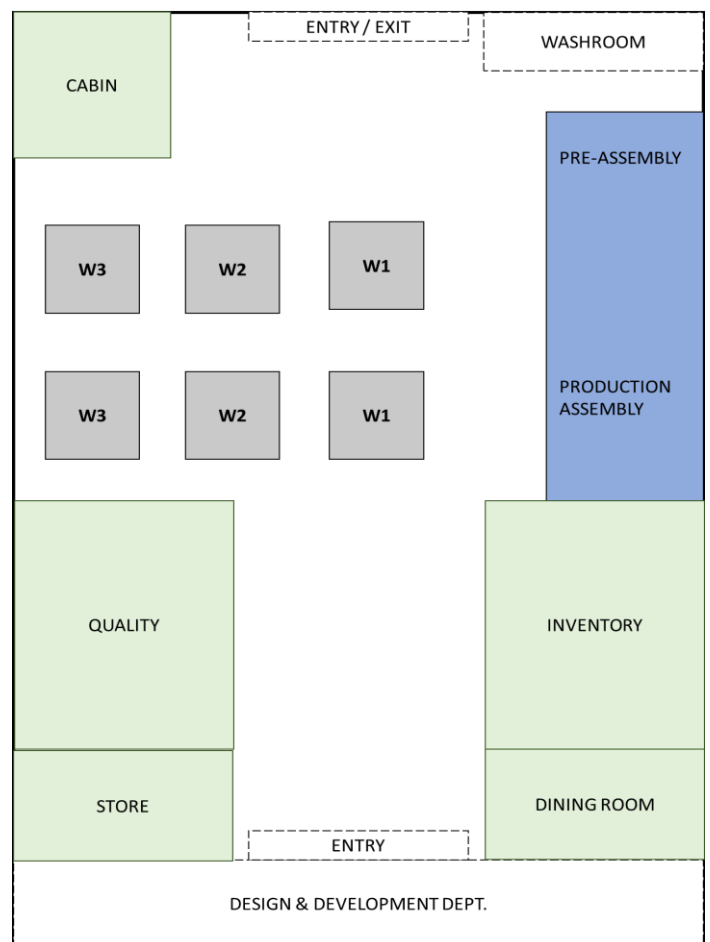 ENTRY / EXIT
WASHROOM
CABIN
PRE-ASSEMBLY
W3
W2
W1
W3
W2
W1
PRODUCTION
ASSEMBLY
QUALITY
INVENTORY
STORE
DINING ROOM
ENTRY
DESIGN & DEVELOPMENT DEPT.